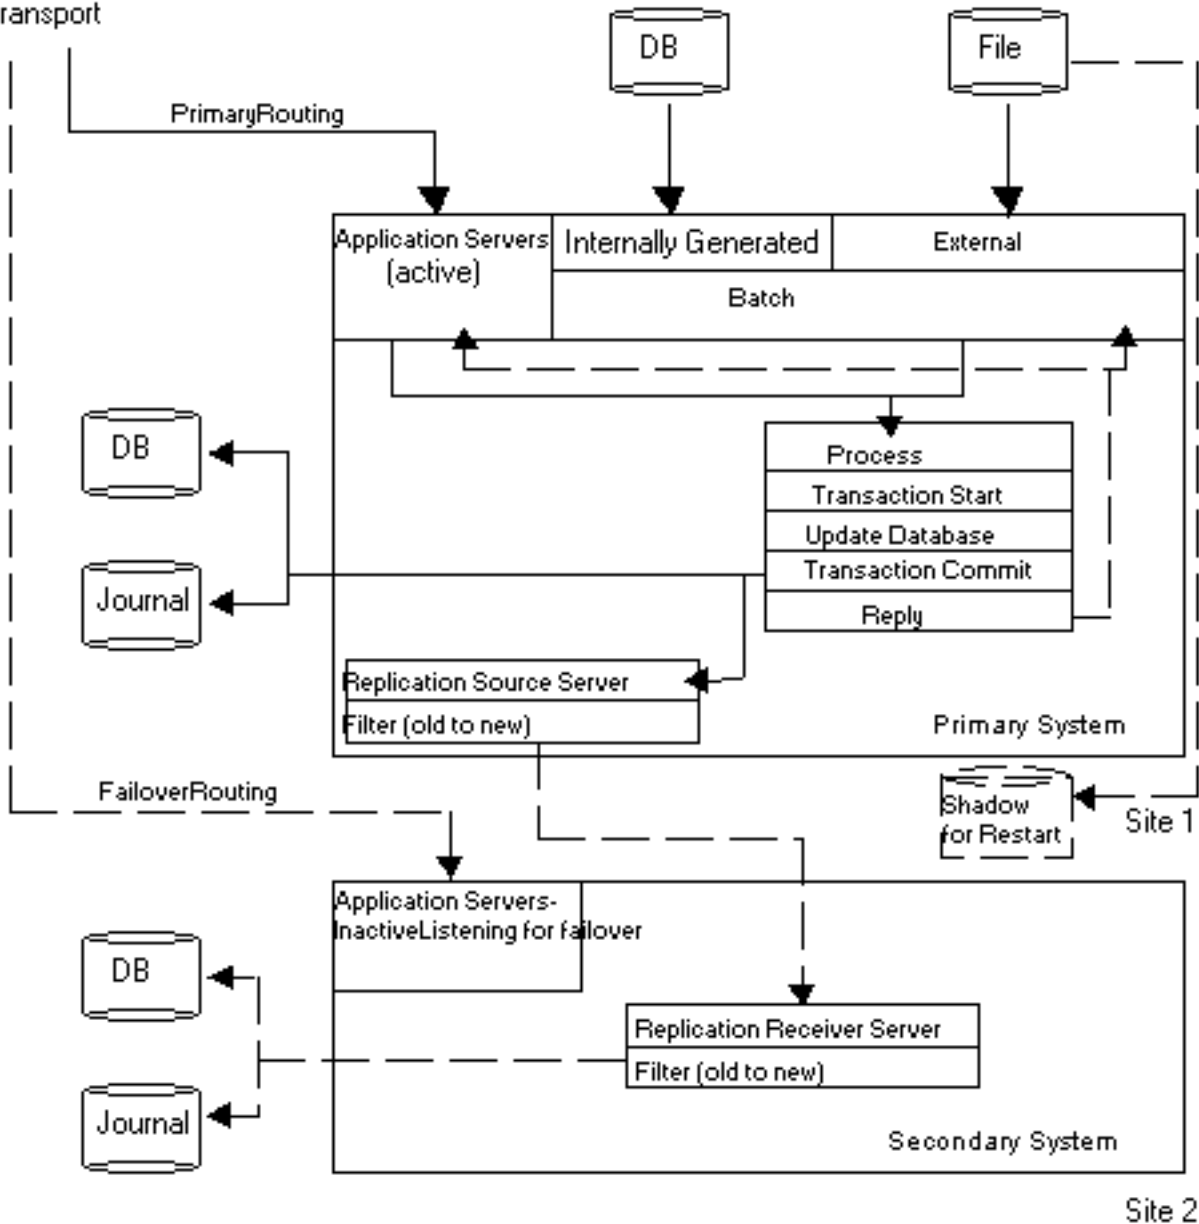 ransport
DB
File
PrimaryRouting
Application Servers
(active)
Internally Generated
External
Batch
DB
Process
Transaction Start
Update Database
Transaction Commit
Journal
Reply
Replication Source Server
Filter (old to new)
Primary System
FailoverRouting
Shadow
for Restart
Site 1
Application Servers-
InactiveListening for failover
DB
Replication Receiver Server
Filter (old to new)
Journal
Secondary System
Site 2